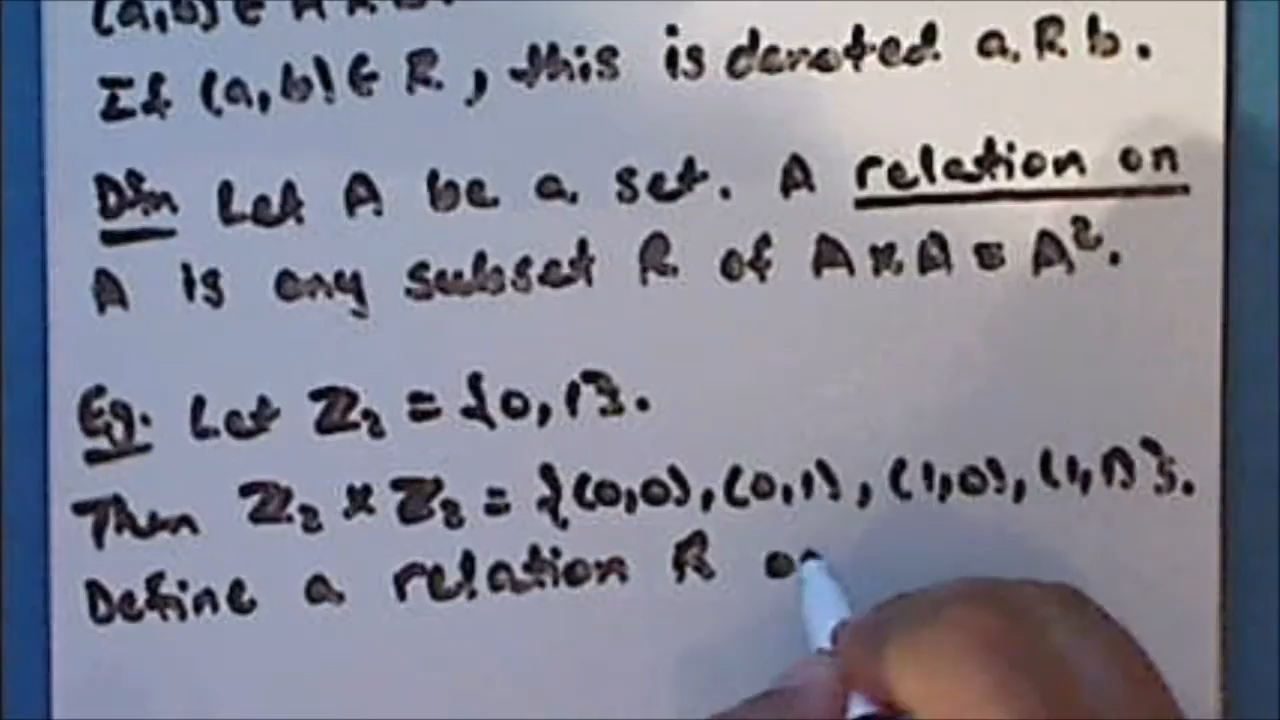 (a,b) ∈ A × B.
If (a,b) ∈ R, this is denoted a R b.
Dfn Let A be a set. A relation on
A is any subset R of A × A = A².
Eg. Let ℤ₂ = {0,1}.
Then ℤ₂ × ℤ₂ = {(0,0), (0,1), (1,0), (1,1)}.
Define a relation R o